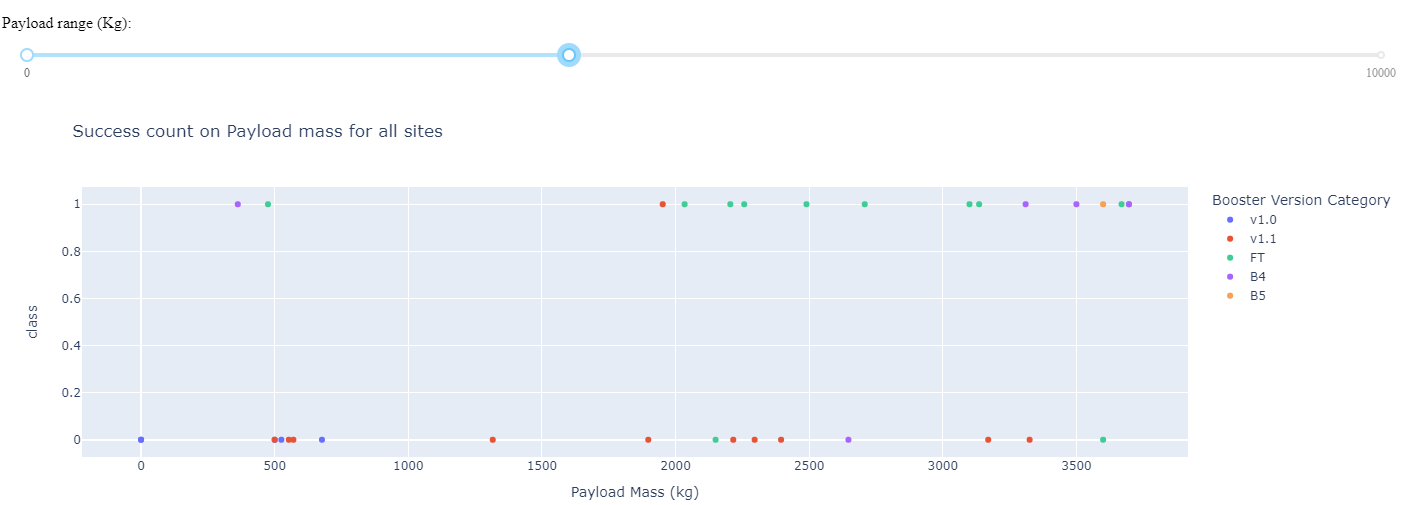 Payload range (Kg):
0 10000
Success count on Payload mass for all sites
Booster Version Category
v1.0
v1.1
FT
B4
B5
class
1
0.8
0.6
0.4
0.2
0
0 500 1000 1500 2000 2500 3000 3500
Payload Mass (kg)